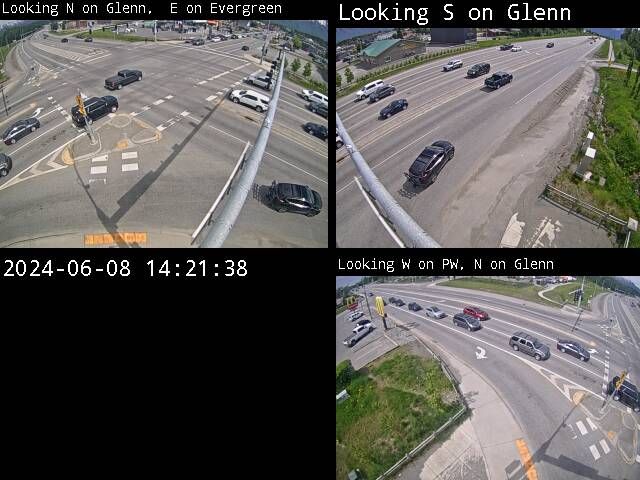 Looking N on Glenn, E on Evergreen
Looking S on Glenn
2024-06-08 14:21:38
Looking W on PW, N on Glenn